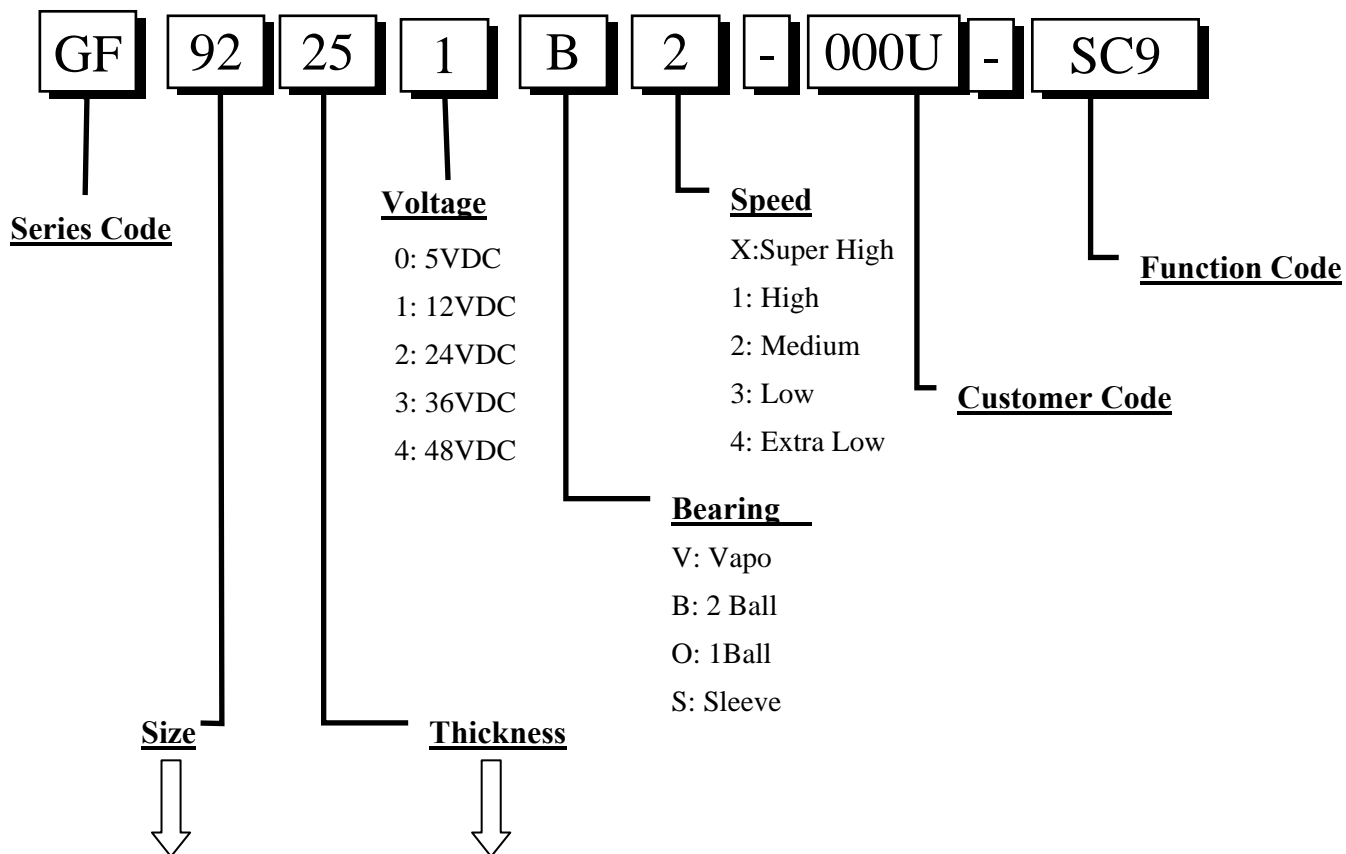 GF 92 25 1 B 2 - 000U - SC9
Series Code
Voltage
0: 5VDC
1: 12VDC
2: 24VDC
3: 36VDC
4: 48VDC
Speed
X:Super High
1: High
2: Medium
3: Low
4: Extra Low
Function Code
Customer Code
Bearing
V: Vapo
B: 2 Ball
O: 1Ball
S: Sleeve
Size
Thickness